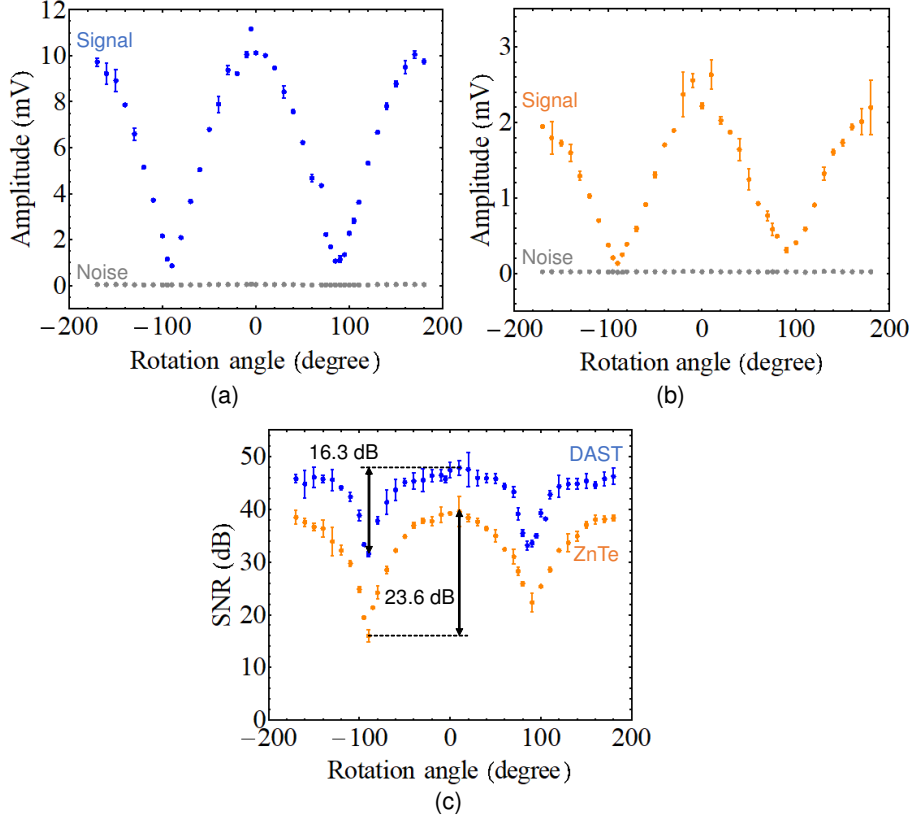 12
10
8
6
4
2
0
Amplitude (mV)
Signal
Noise
−200 −100 0 100 200
Rotation angle (degree)
(a)
3
2
1
0
Amplitude (mV)
Signal
Noise
−200 −100 0 100 200
Rotation angle (degree)
(b)
50
40
30
20
10
0
SNR (dB)
16.3 dB
DAST
ZnTe
23.6 dB
−200 −100 0 100 200
Rotation angle (degree)
(c)